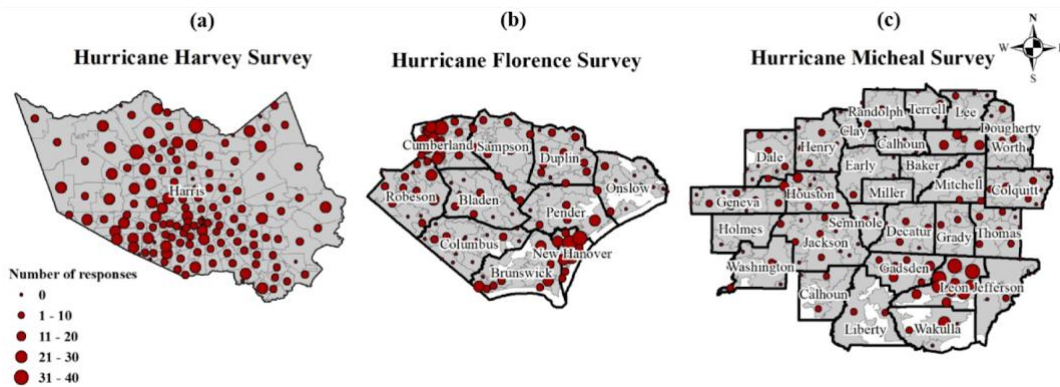 (a)
Hurricane Harvey Survey
Harris
Number of responses
0
1 - 10
11 - 20
21 - 30
31 - 40
(b)
Hurricane Florence Survey
Cumberland
Sampson
Duplin
Onslow
Robeson
Bladen
Pender
Columbus
New Hanover
Brunswick
(c)
Hurricane Micheal Survey
N
W
E
S
Randolph
Terrell
Lee
Clay
Calhoun
Dougherty
Worth
Henry
Dale
Early
Baker
Mitchell
Colquitt
Geneva
Houston
Miller
Holmes
Seminole
Decatur
Grady
Thomas
Jackson
Washington
Gadsden
Leon
Jefferson
Calhoun
Liberty
Wakulla